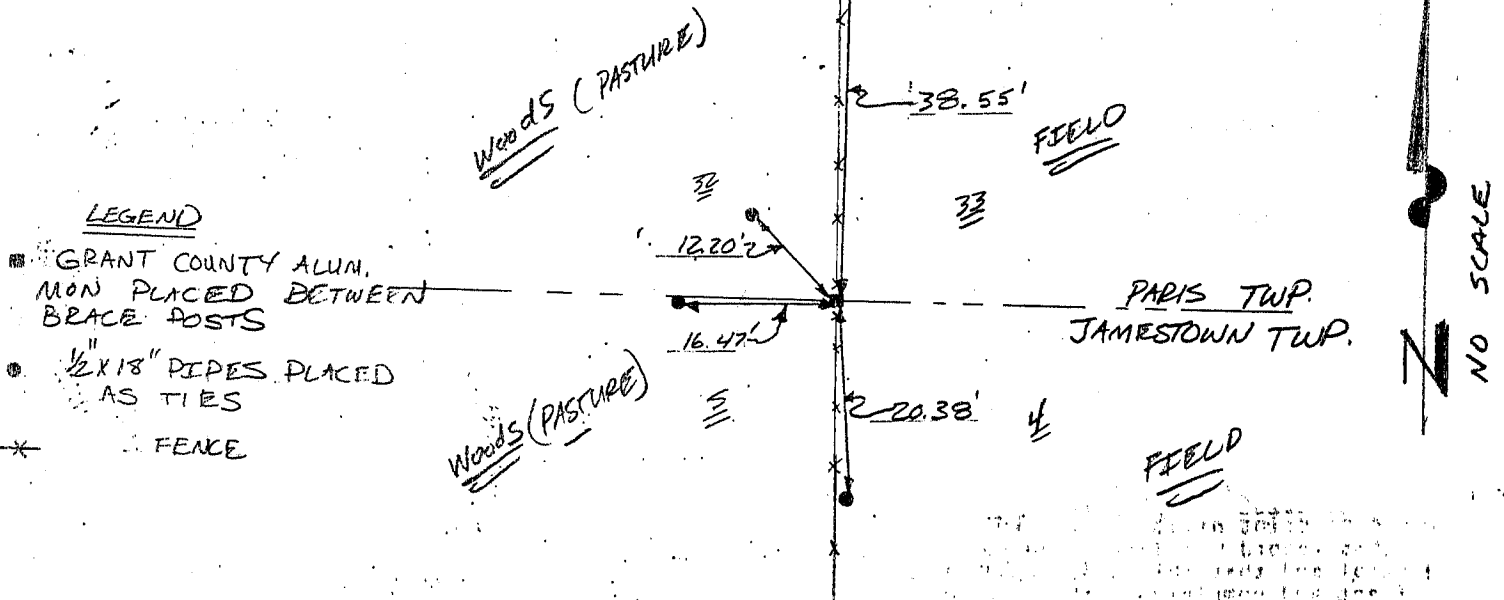 Woods (PASTURE)
38.55'
FIELD
32
33
LEGEND
GRANT COUNTY ALUM.
MON PLACED BETWEEN
BRACE POSTS
1/2" X 18" PIPES PLACED
AS TIES
FENCE
12.20'
16.47'
PARIS TWP.
JAMESTOWN TWP.
N
NO SCALE
Woods (PASTURE)
5
20.38'
4
FIELD